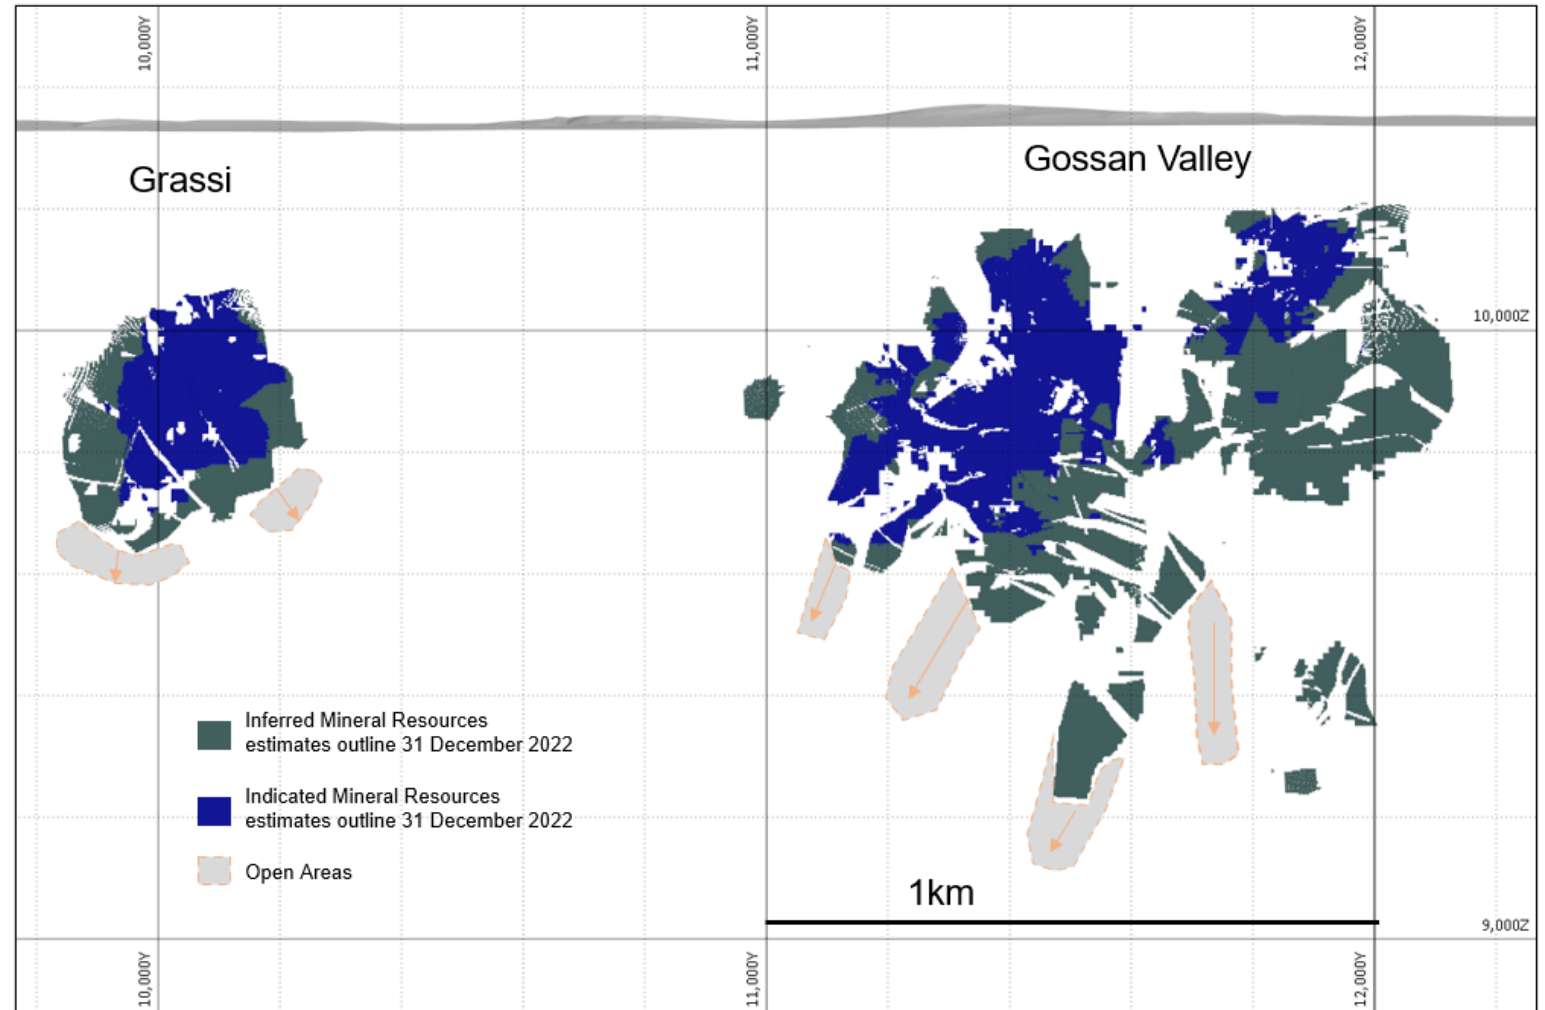 10,000Y
11,000Y
12,000Y
Grassi
Gossan Valley
10,000Z
Inferred Mineral Resources
estimates outline 31 December 2022
Indicated Mineral Resources
estimates outline 31 December 2022
Open Areas
1km
9,000Z
10,000Y
11,000Y
12,000Y